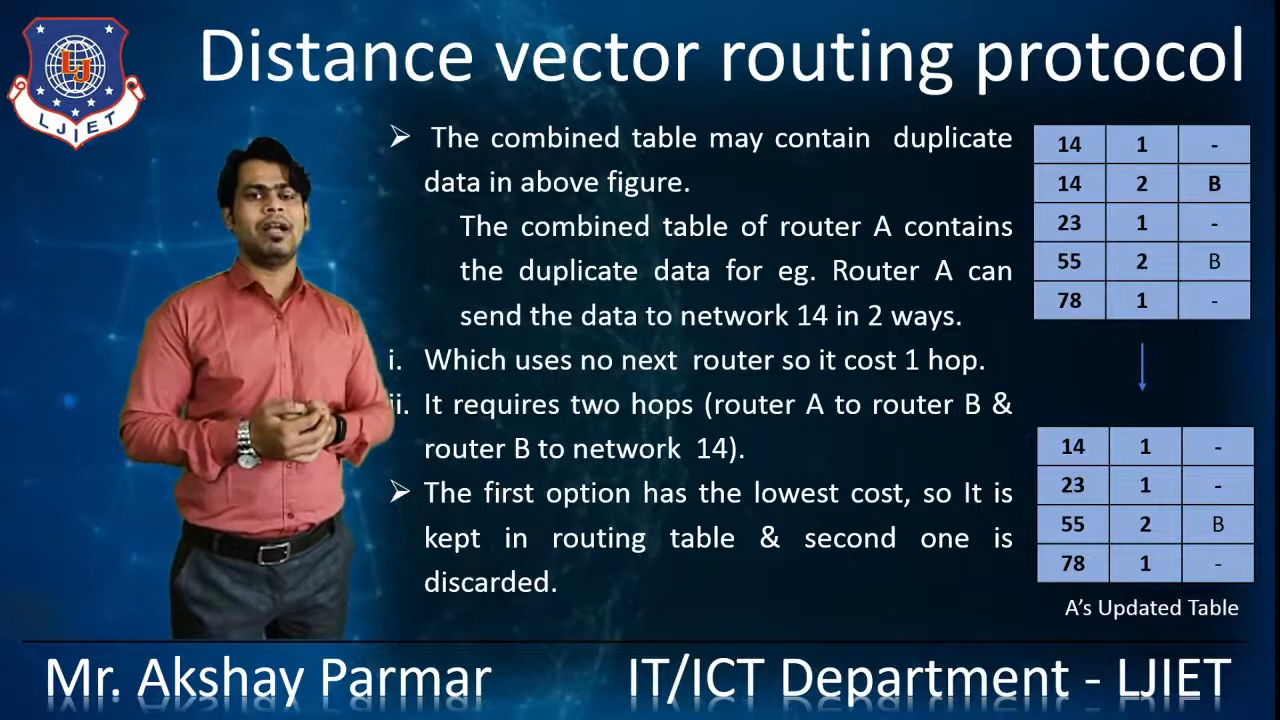 Distance vector routing protocol
LJIET
LJ
➢ The combined table may contain duplicate
data in above figure.
The combined table of router A contains
the duplicate data for eg. Router A can
send the data to network 14 in 2 ways.
i. Which uses no next router so it cost 1 hop.
ii. It requires two hops (router A to router B &
router B to network 14).
➢ The first option has the lowest cost, so It is
kept in routing table & second one is
discarded.
14 1 -
14 2 B
23 1 -
55 2 B
78 1 -
14 1 -
23 1 -
55 2 B
78 1 -
A's Updated Table
Mr. Akshay Parmar
IT/ICT Department - LJIET